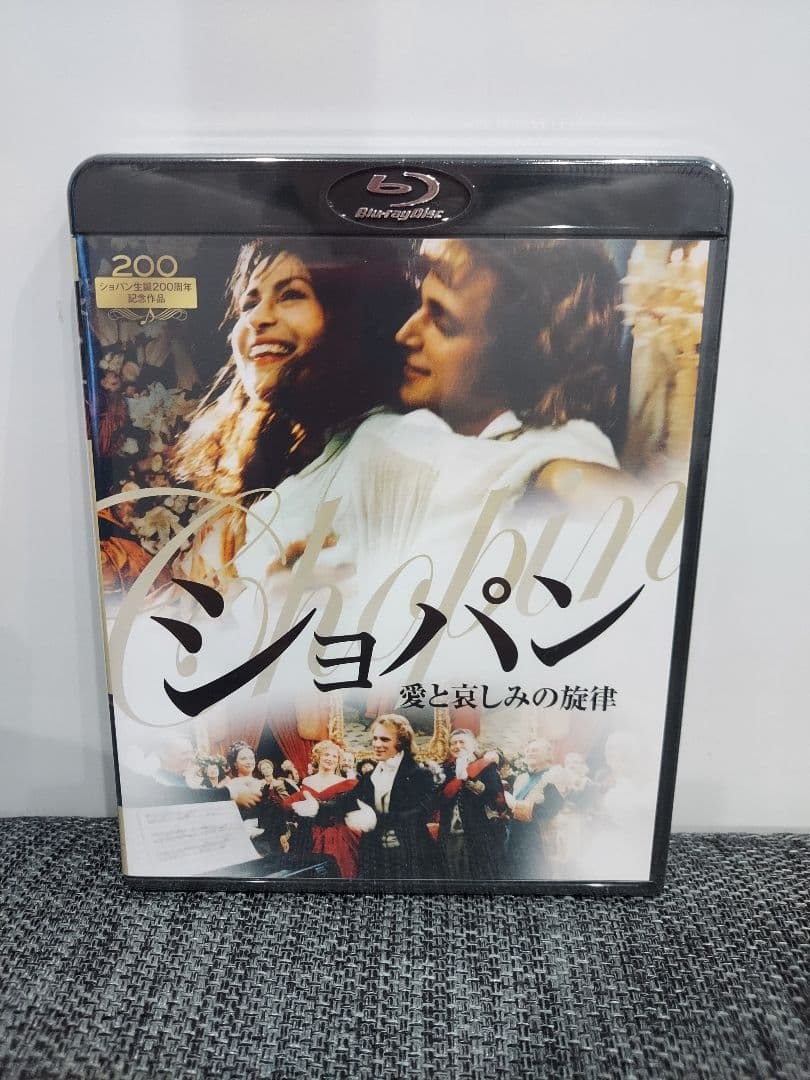 Blu-ray Disc
200
ショパン生誕200周年
記念作品
Chopin
ショパン
愛と哀しみの旋律